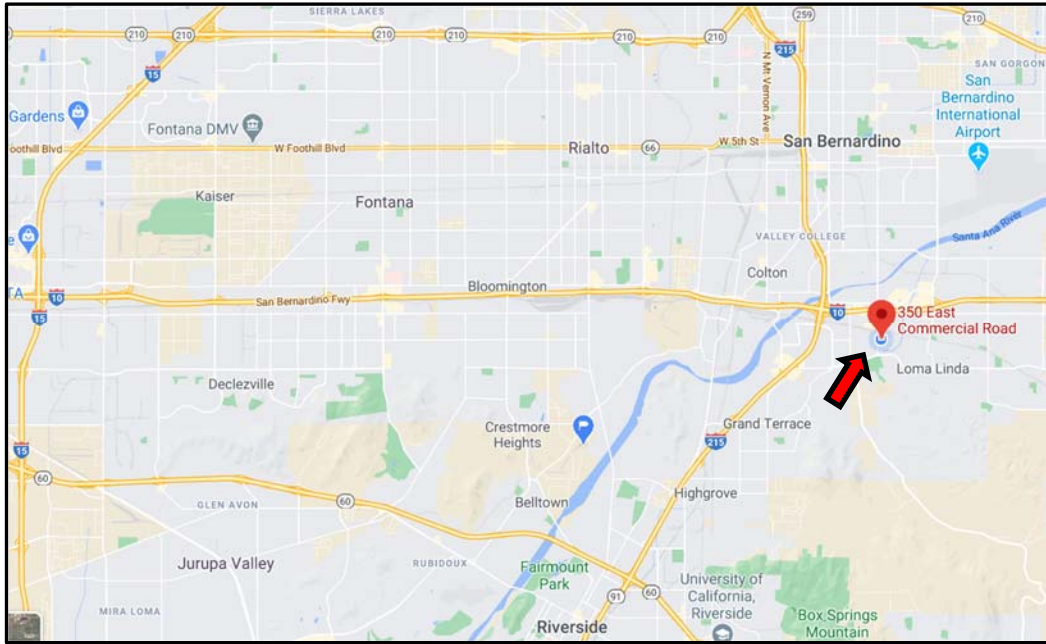 SIERRA LAKES
259
210
210
210
210
210
210
215
15
N Mt Vernon Ave
SAN GORGON
San
Bernardino
International
Airport
Gardens
Fontana DMV
oothill Blvd
W Foothill Blvd
Rialto
66
W 5th St
San Bernardino
Kaiser
Fontana
Santa Ana River
VALLEY COLLEGE
e
Colton
TA
10
San Bernardino Fwy
Bloomington
10
15
350 East
Commercial Road
Loma Linda
Declezville
Crestmore
Heights
Grand Terrace
215
15
60
GLEN AVON
60
Highgrove
Belltown
Jurupa Valley
RUBIDOUX
Fairmount
Park
University of
California,
Riverside
91
60
MIRA LOMA
Riverside
Box Springs
Mountain